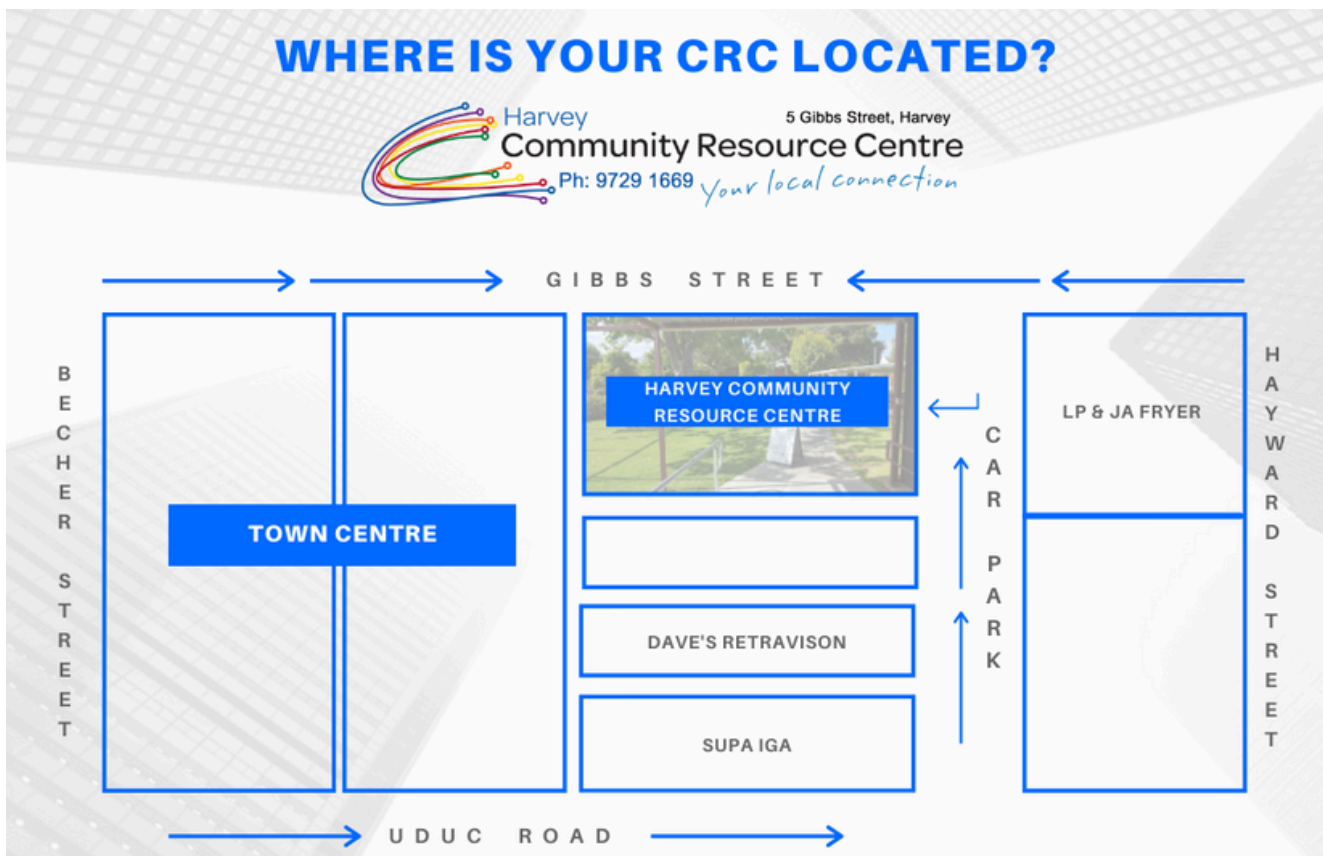 WHERE IS YOUR CRC LOCATED?
Harvey
5 Gibbs Street, Harvey
Community Resource Centre
Ph: 9729 1669
Your local connection
GIBBS STREET
BECHER STREET
HARVEY COMMUNITY
RESOURCE CENTRE
CAR PARK
LP & JA FRYER
HAYWARD STREET
TOWN CENTRE
DAVE'S RETRAVISON
SUPA IGA
UDUC ROAD